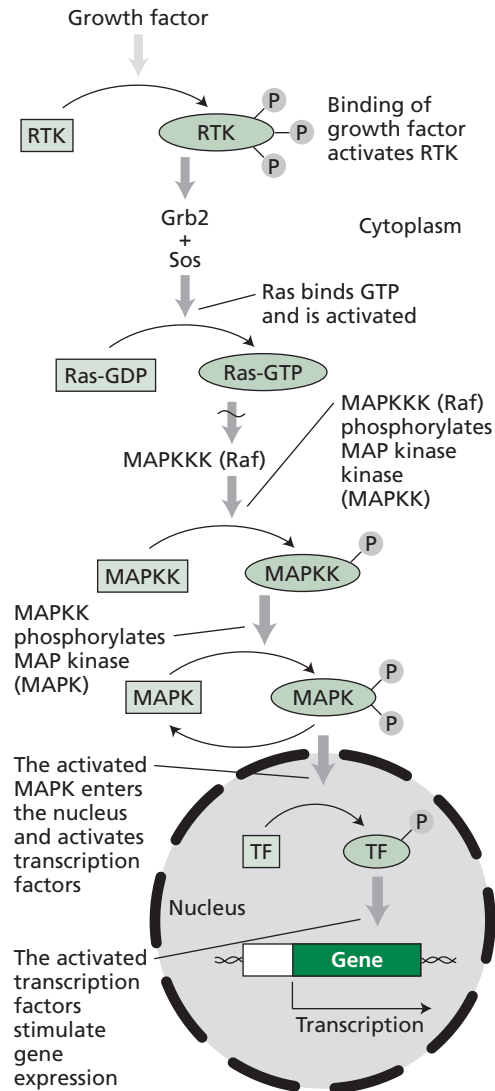 Growth factor
RTK
RTK
P
P
P
Binding of
growth factor
activates RTK
Grb2
+
Sos
Cytoplasm
Ras binds GTP
and is activated
Ras-GDP
Ras-GTP
MAPKKK (Raf)
MAPKKK (Raf)
phosphorylates
MAP kinase
kinase
(MAPKK)
MAPKK
MAPKK
P
MAPKK
phosphorylates
MAP kinase
(MAPK)
MAPK
MAPK
P
P
The activated
MAPK enters
the nucleus
and activates
transcription
factors
TF
TF
P
Nucleus
The activated
transcription
factors
stimulate
gene
expression
Gene
Transcription